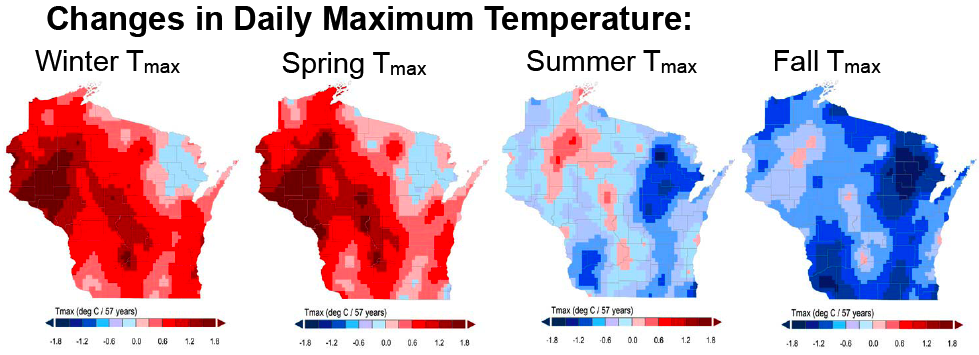 Changes in Daily Maximum Temperature:
Winter Tmax
Spring Tmax
Summer Tmax
Fall Tmax
Tmax (deg C / 57 years)
-1.8 -1.2 -0.6 0.0 0.6 1.2 1.8
Tmax (deg C / 57 years)
-1.8 -1.2 -0.6 0.0 0.6 1.2 1.8
Tmax (deg C / 57 years)
-1.8 -1.2 -0.6 0.0 0.6 1.2 1.8
Tmax (deg C / 57 years)
-1.8 -1.2 -0.6 0.0 0.6 1.2 1.8